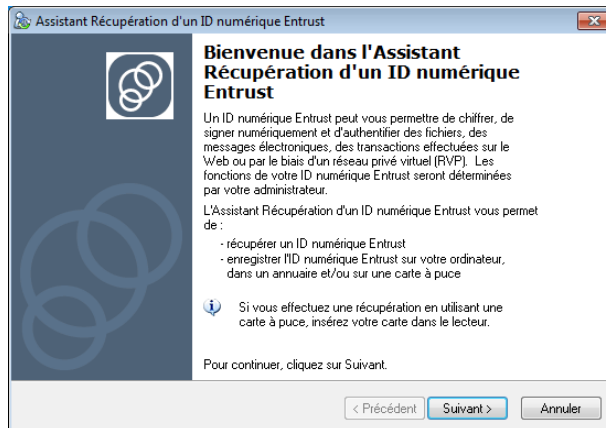 Assistant Récupération d'un ID numérique Entrust
Bienvenue dans l'Assistant
Récupération d'un ID numérique
Entrust
Un ID numérique Entrust peut vous permettre de chiffrer, de
signer numériquement et d'authentifier des fichiers, des
messages électroniques, des transactions effectuées sur le
Web ou par le biais d'un réseau privé virtuel (RVP). Les
fonctions de votre ID numérique Entrust seront déterminées
par votre administrateur.
L'Assistant Récupération d'un ID numérique Entrust vous permet
de :
- récupérer un ID numérique Entrust
- enregistrer l'ID numérique Entrust sur votre ordinateur,
dans un annuaire et/ou sur une carte à puce
Si vous effectuez une récupération en utilisant une
carte à puce, insérez votre carte dans le lecteur.
Pour continuer, cliquez sur Suivant.
< Précédent Suivant > Annuler